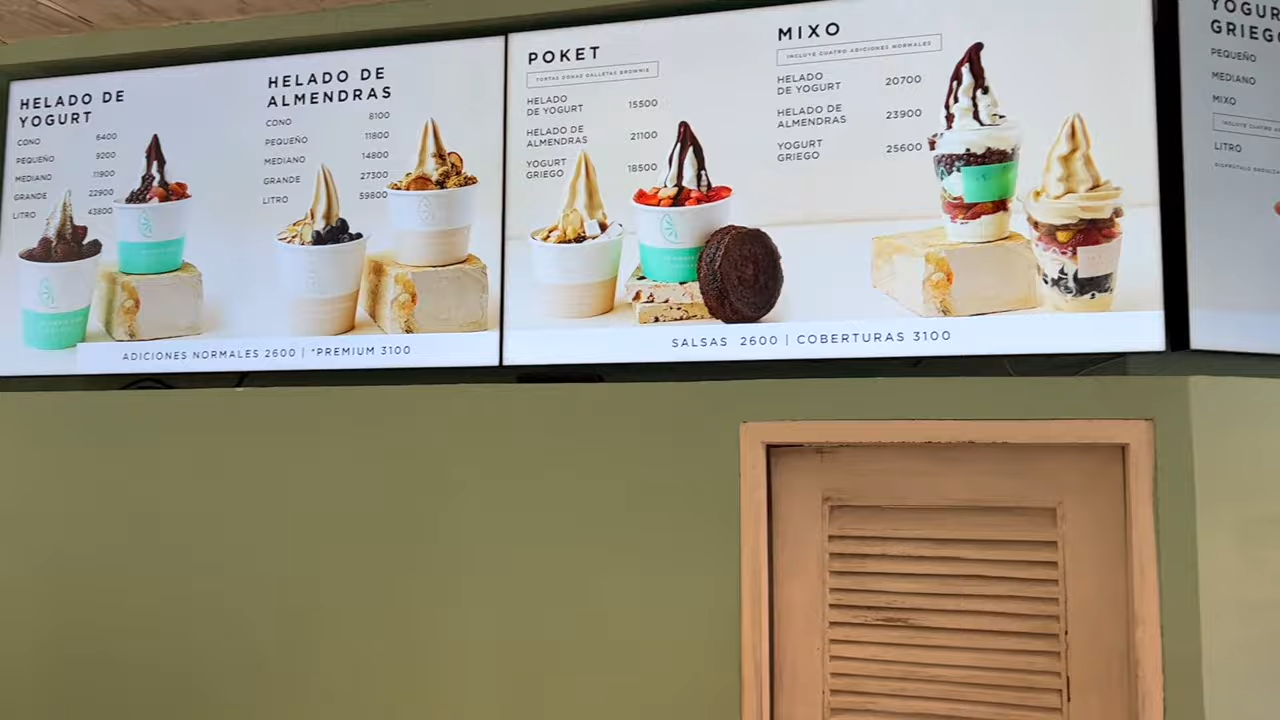 HELADO DE
YOGURT
CONO 6400
PEQUEÑO 9200
MEDIANO 11900
GRANDE 22900
LITRO 43800
HELADO DE
ALMENDRAS
CONO 8100
PEQUEÑO 11800
MEDIANO 14800
GRANDE 27300
LITRO 59800
ADICIONES NORMALES 2600 | *PREMIUM 3100
POKET
TORTAS DONAS GALLETAS BROWNIE
HELADO
DE YOGURT 15500
HELADO DE
ALMENDRAS 21100
YOGURT
GRIEGO 18500
MIXO
INCLUYE CUATRO ADICIONES NORMALES
HELADO
DE YOGURT 20700
HELADO DE
ALMENDRAS 23900
YOGURT
GRIEGO 25600
SALSAS 2600 | COBERTURAS 3100
YOGUR
GRIEGO
PEQUEÑO
MEDIANO
MIXO
INCLUYE CUATRO
LITRO